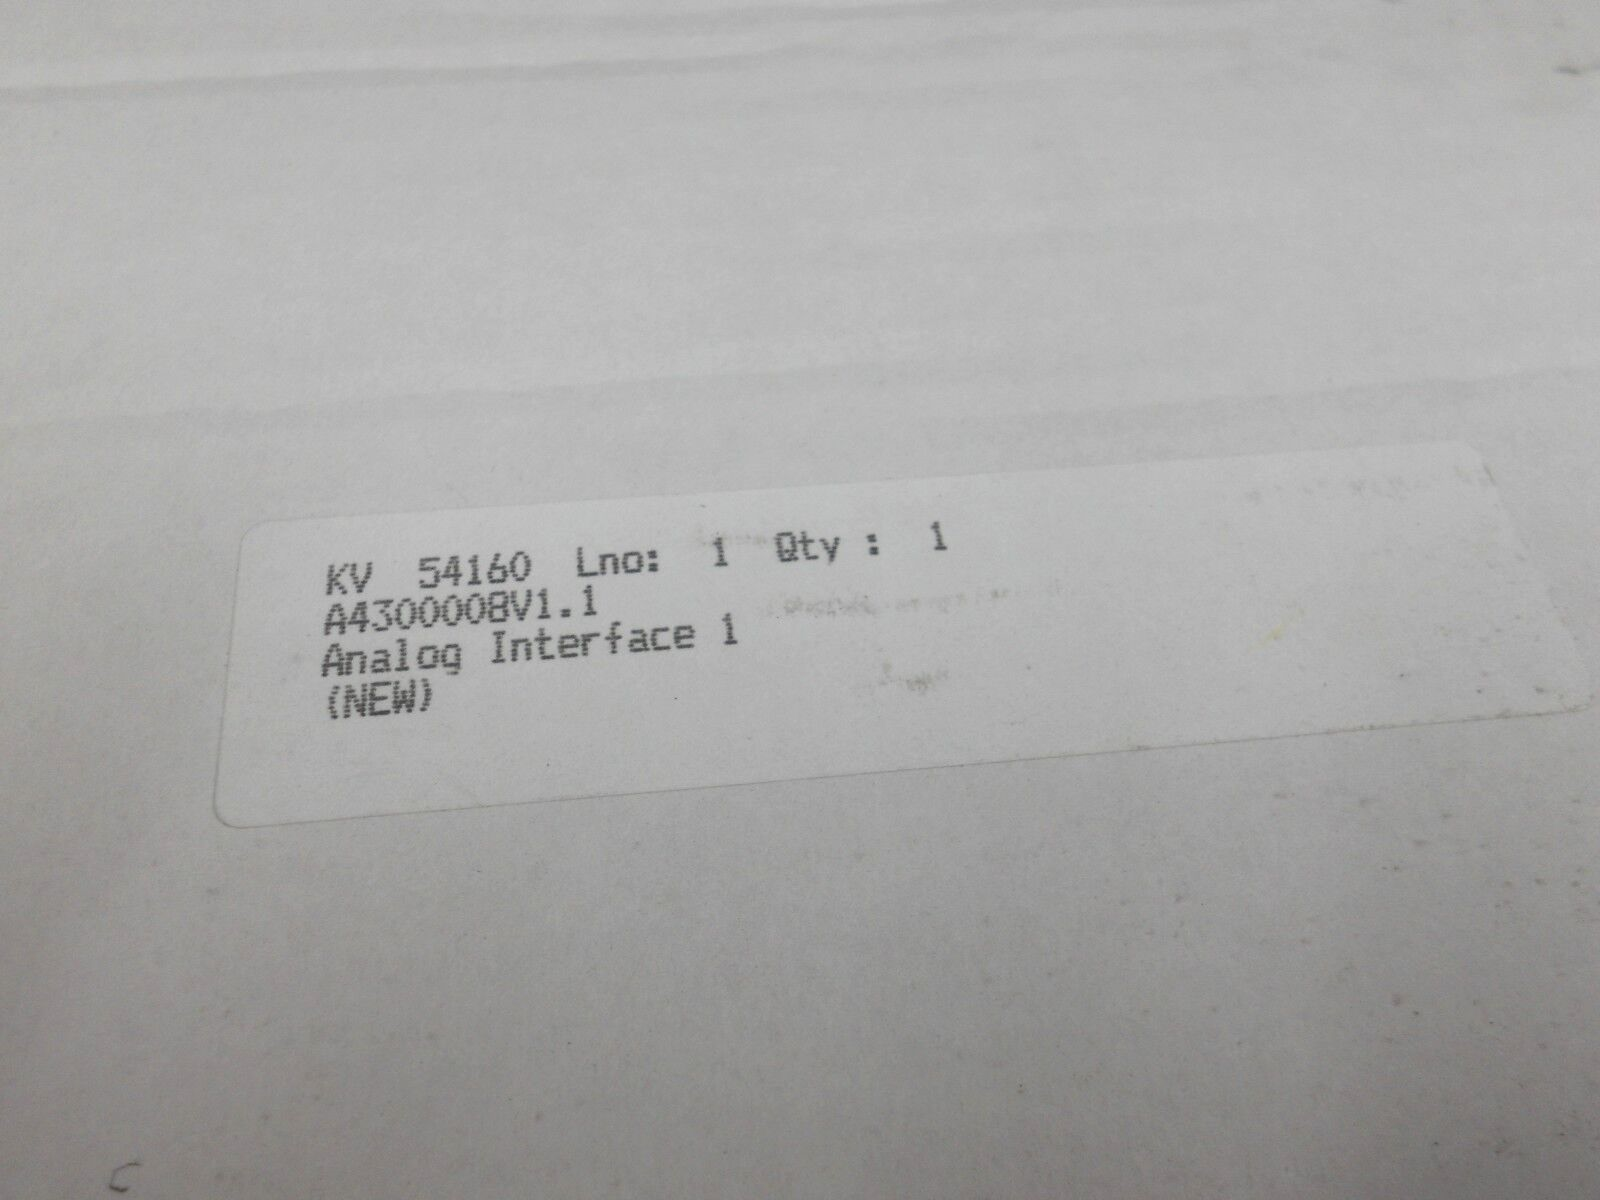 KV 54160 Lno: 1 Qty : 1
A4300008V1.1
Analog Interface 1
(NEW)